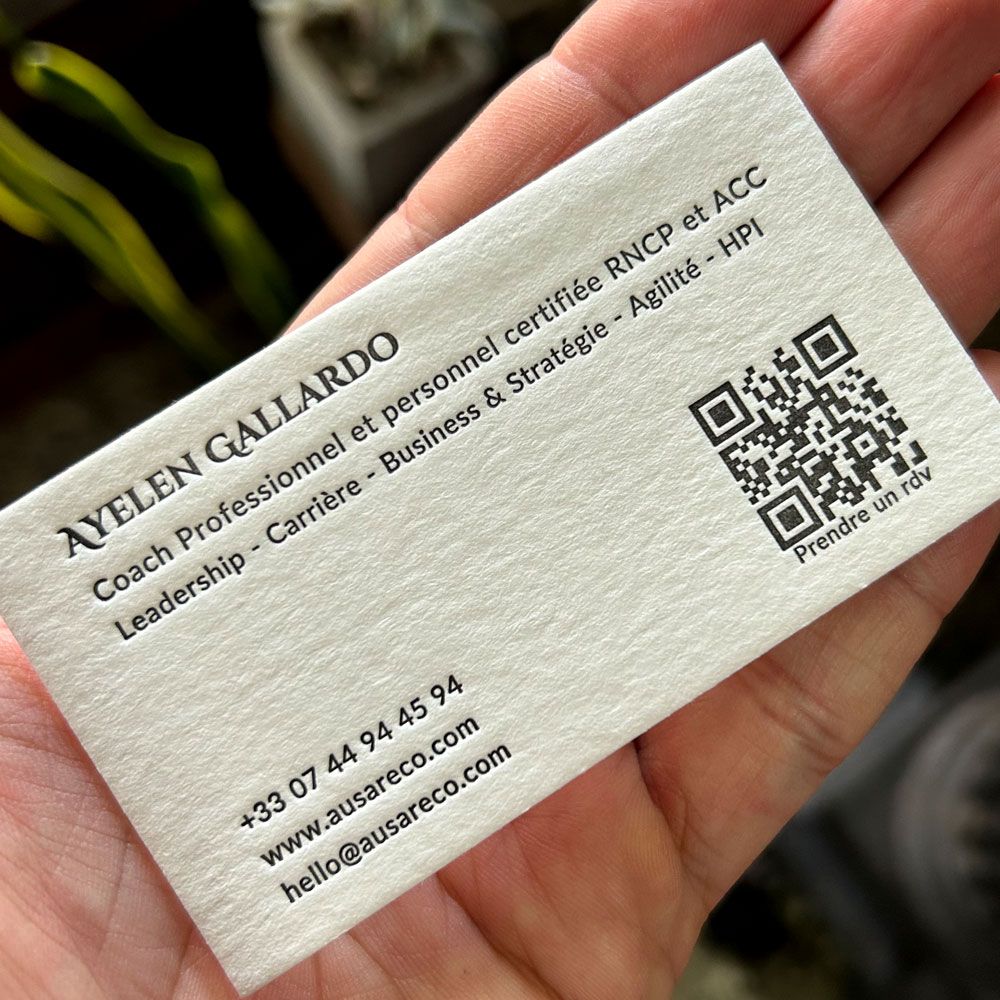 AYELEN GALLARDO
Coach Professionnel et personnel certifiée RNCP et ACC
Leadership - Carrière - Business & Stratégie - Agilité - HPI
Prendre un rdv
+33 07 44 94 45 94
www.ausareco.com
hello@ausareco.com